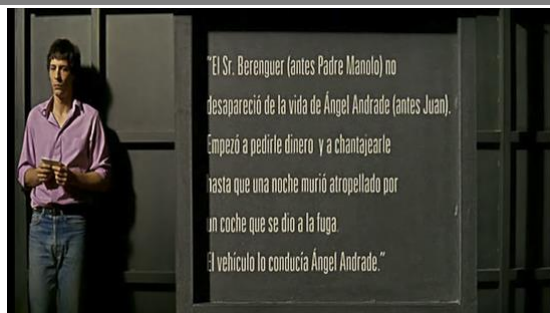 "El Sr. Berenguer (antes Padre Manolo) no
desapareció de la vida de Ángel Andrade (antes Juan).
Empezó a pedirle dinero y a chantajearle
hasta que una noche murió atropellado por
un coche que se dio a la fuga.
El vehículo lo conducía Ángel Andrade."